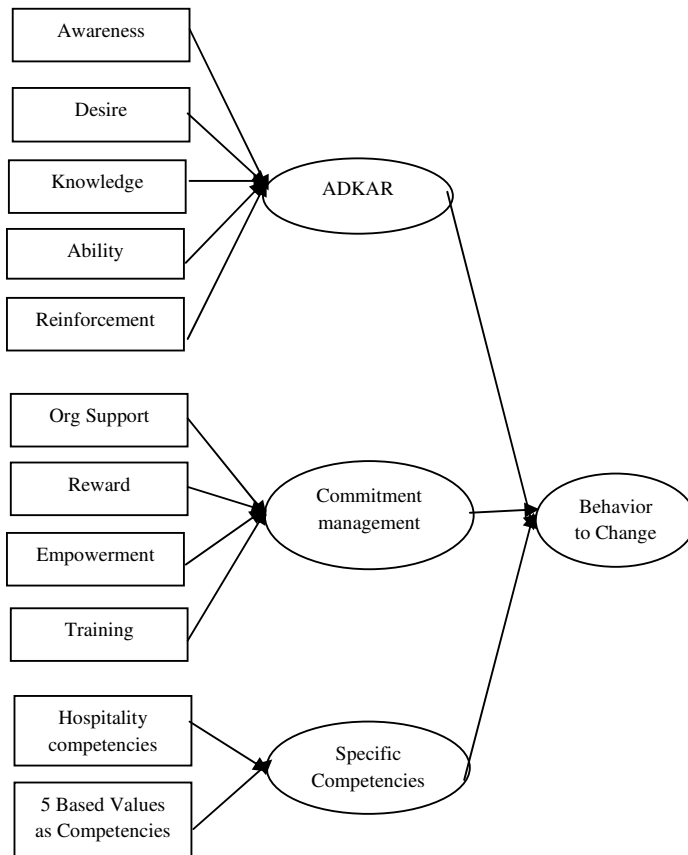 Awareness
Desire
Knowledge
Ability
Reinforcement
ADKAR
Org Support
Reward
Empowerment
Training
Commitment
management
Behavior
to Change
Hospitality
competencies
5 Based Values
as Competencies
Specific
Competencies